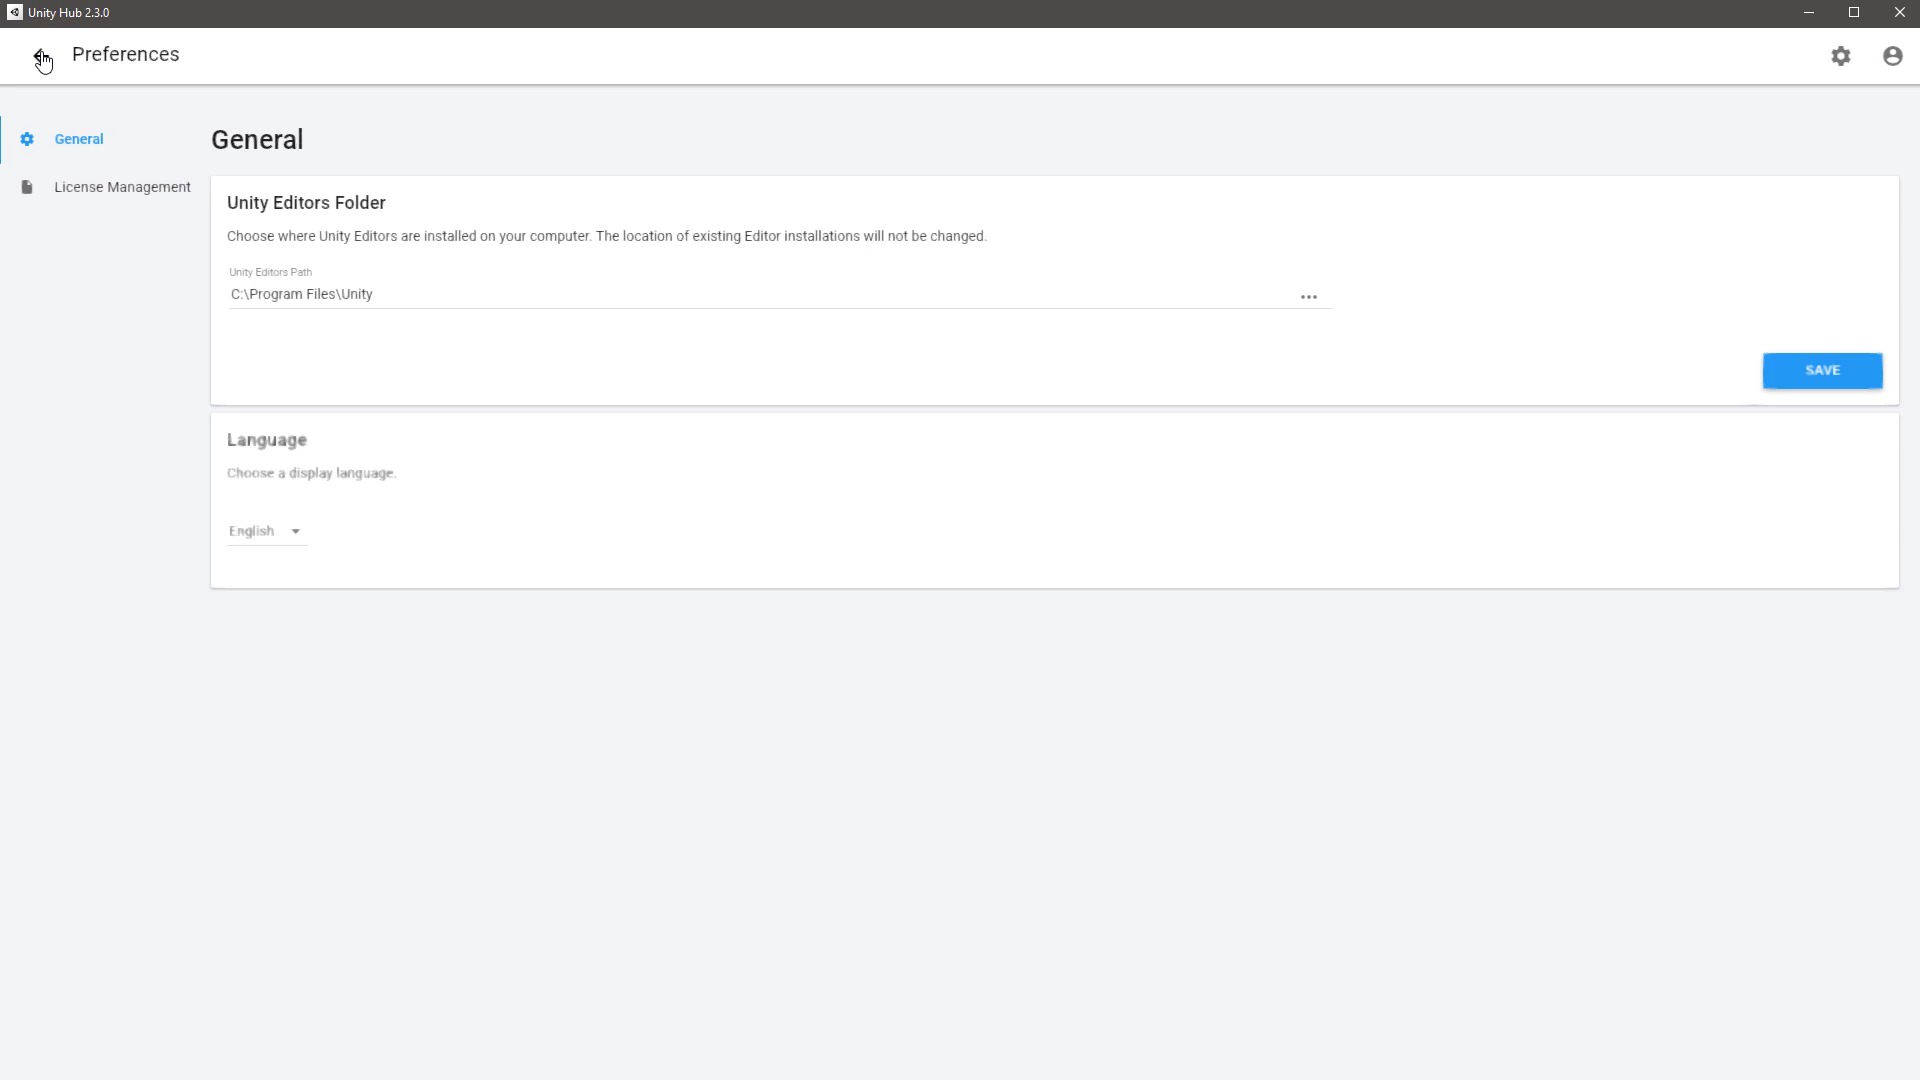 Unity Hub 2.3.0
Preferences
General
License Management
General
Unity Editors Folder
Choose where Unity Editors are installed on your computer. The location of existing Editor installations will not be changed.
Unity Editors Path
C:\Program Files\Unity
SAVE
Language
Choose a display language.
English